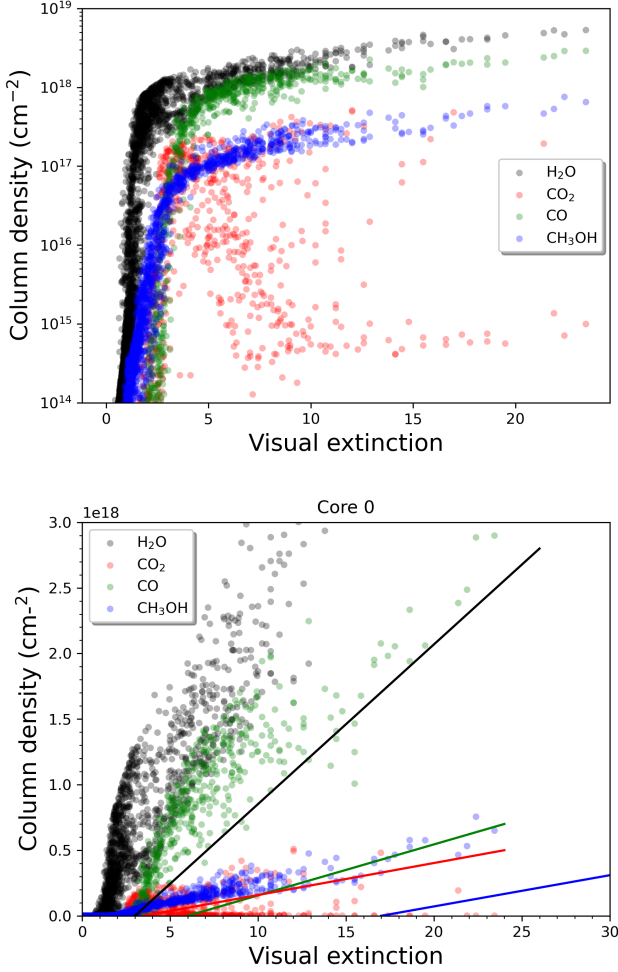 10^19
10^18
10^17
10^16
10^15
10^14
Column density (cm^−2)
H₂O
CO₂
CO
CH₃OH
0 5 10 15 20
Visual extinction
Core 0
1e18
3.0
2.5
2.0
1.5
1.0
0.5
0.0
Column density (cm-^2)
H₂O
CO₂
CO
CH₃OH
0 5 10 15 20 25 30
Visual extinction